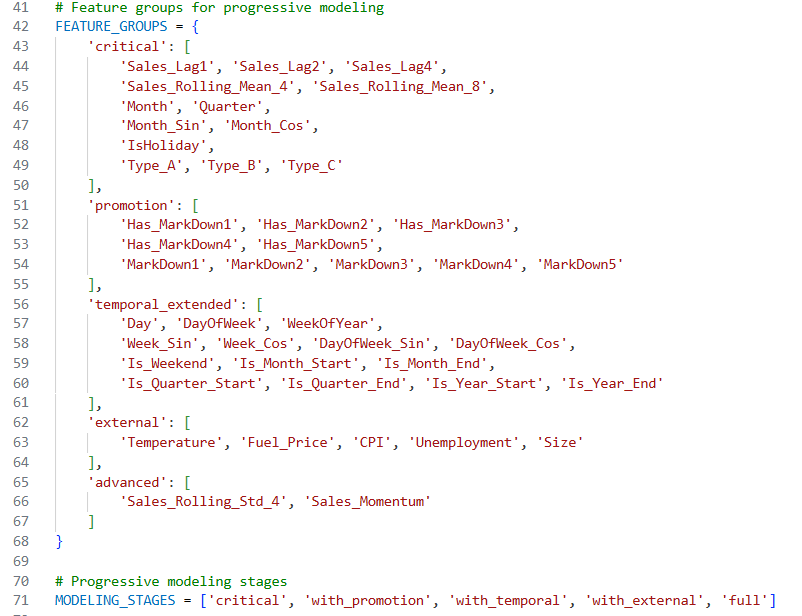 41 # Feature groups for progressive modeling
42 FEATURE_GROUPS = {
43 'critical': [
44 'Sales_Lag1', 'Sales_Lag2', 'Sales_Lag4',
45 'Sales_Rolling_Mean_4', 'Sales_Rolling_Mean_8',
46 'Month', 'Quarter',
47 'Month_Sin', 'Month_Cos',
48 'IsHoliday',
49 'Type_A', 'Type_B', 'Type_C'
50 ],
51 'promotion': [
52 'Has_MarkDown1', 'Has_MarkDown2', 'Has_MarkDown3',
53 'Has_MarkDown4', 'Has_MarkDown5',
54 'MarkDown1', 'MarkDown2', 'MarkDown3', 'MarkDown4', 'MarkDown5'
55 ],
56 'temporal_extended': [
57 'Day', 'DayOfWeek', 'WeekOfYear',
58 'Week_Sin', 'Week_Cos', 'DayOfWeek_Sin', 'DayOfWeek_Cos',
59 'Is_Weekend', 'Is_Month_Start', 'Is_Month_End',
60 'Is_Quarter_Start', 'Is_Quarter_End', 'Is_Year_Start', 'Is_Year_End'
61 ],
62 'external': [
63 'Temperature', 'Fuel_Price', 'CPI', 'Unemployment', 'Size'
64 ],
65 'advanced': [
66 'Sales_Rolling_Std_4', 'Sales_Momentum'
67 ]
68 }
69
70 # Progressive modeling stages
71 MODELING_STAGES = ['critical', 'with_promotion', 'with_temporal', 'with_external', 'full']